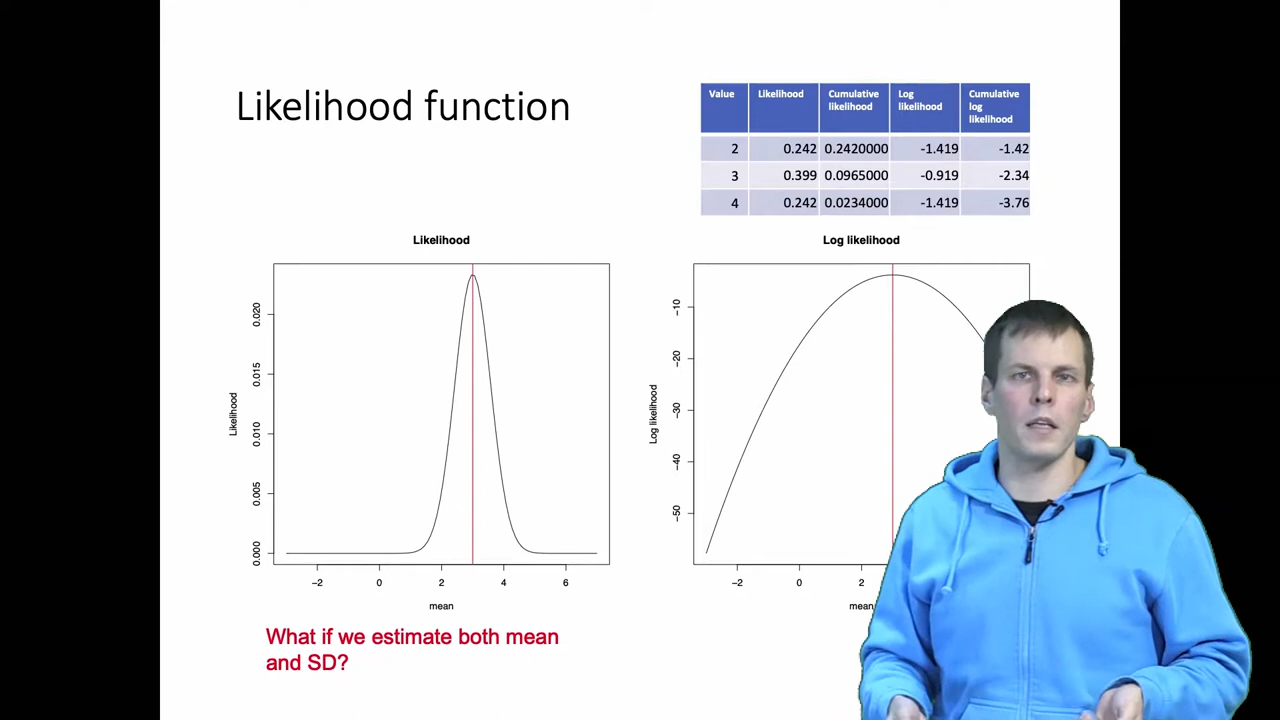 Likelihood function
Value Likelihood Cumulative likelihood Log likelihood Cumulative log likelihood
2 0.242 0.2420000 -1.419 -1.42
3 0.399 0.0965000 -0.919 -2.34
4 0.242 0.0234000 -1.419 -3.76
Likelihood
Likelihood
0.000 0.005 0.010 0.015 0.020
-2 0 2 4 6
mean
Log likelihood
Log likelihood
-50 -40 -30 -20 -10
-2 0 2
mean
What if we estimate both mean
and SD?